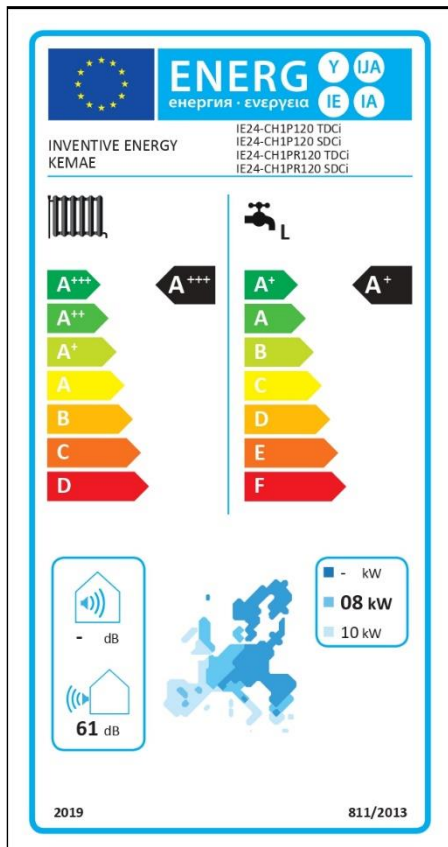 ENERG Y IJA
енергия · ενεργεια IE IA
INVENTIVE ENERGY
KEMAE
IE24-CH1P120 TDCi
IE24-CH1P120 SDCi
IE24-CH1PR120 TDCi
IE24-CH1PR120 SDCi
L
A+++ A+++
A++
A+
A
B
C
D
A+ A+
A
B
C
D
E
F
- dB
61 dB
- kW
08 kW
10 kW
2019 811/2013